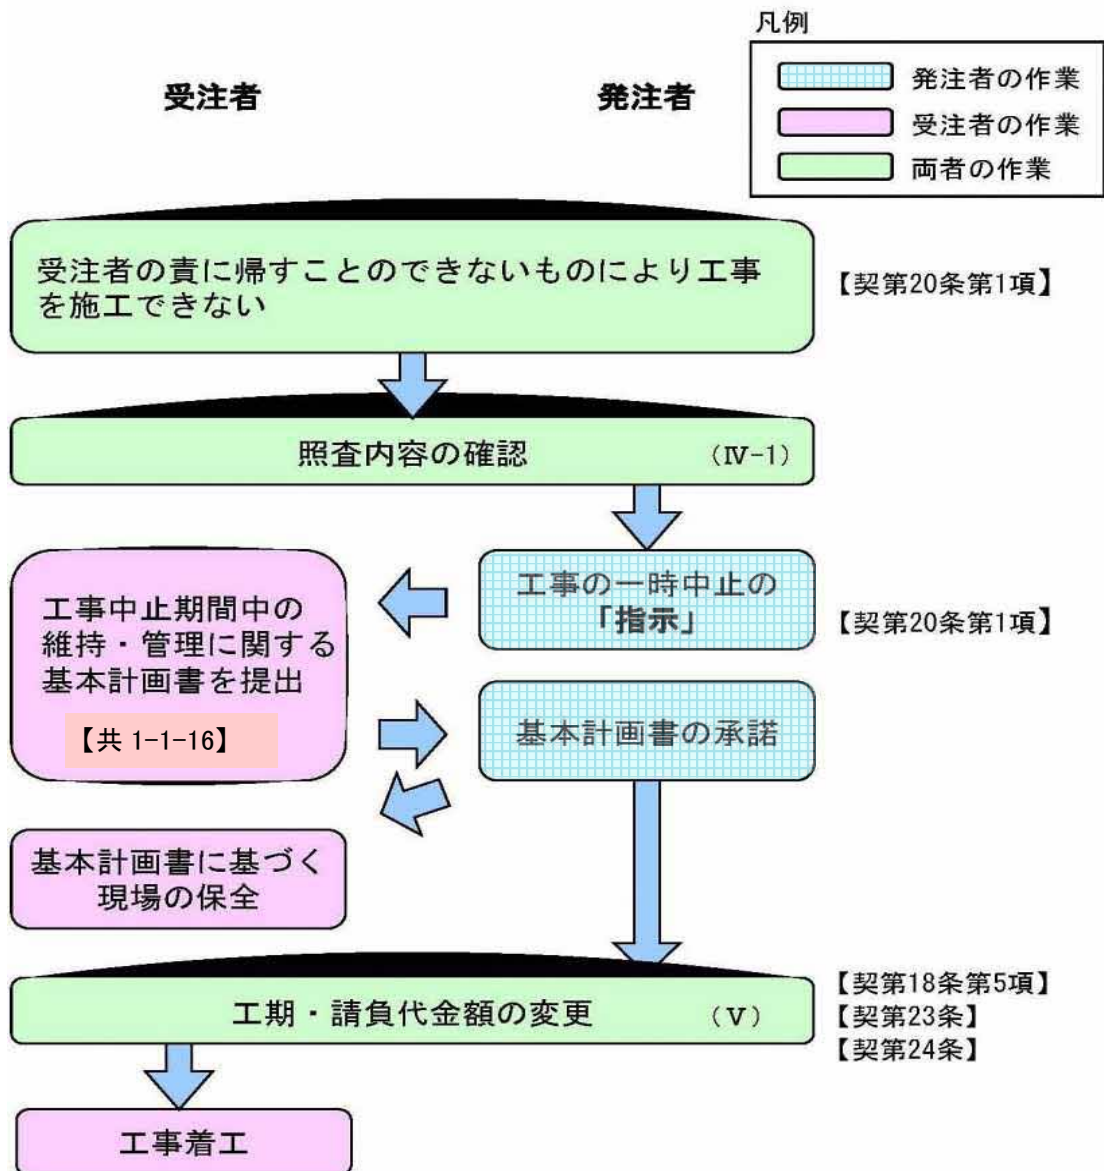 凡例
発注者の作業
受注者の作業
両者の作業
受注者
発注者
受注者の責に帰すことのできないものにより工事
を施工できない
【契第20条第1項】
照査内容の確認
(Ⅳ-1)
工事の一時中止の
「指示」
【契第20条第1項】
工事中止期間中の
維持・管理に関する
基本計画書を提出
【共 1-1-16】
基本計画書の承諾
基本計画書に基づく
現場の保全
工期・請負代金額の変更
(Ⅴ)
【契第18条第5項】
【契第23条】
【契第24条】
工事着工